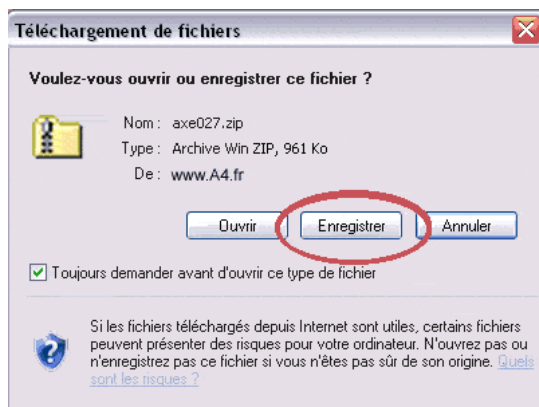 Téléchargement de fichiers
Voulez-vous ouvrir ou enregistrer ce fichier ?
Nom : axe027.zip
Type : Archive Win ZIP, 961 Ko
De : www.A4.fr
Ouvrir Enregistrer Annuler
Toujours demander avant d'ouvrir ce type de fichier
Si les fichiers téléchargés depuis Internet sont utiles, certains fichiers
peuvent présenter des risques pour votre ordinateur. N'ouvrez pas ou
n'enregistrez pas ce fichier si vous n'êtes pas sûr de son origine. Quels
sont les risques ?